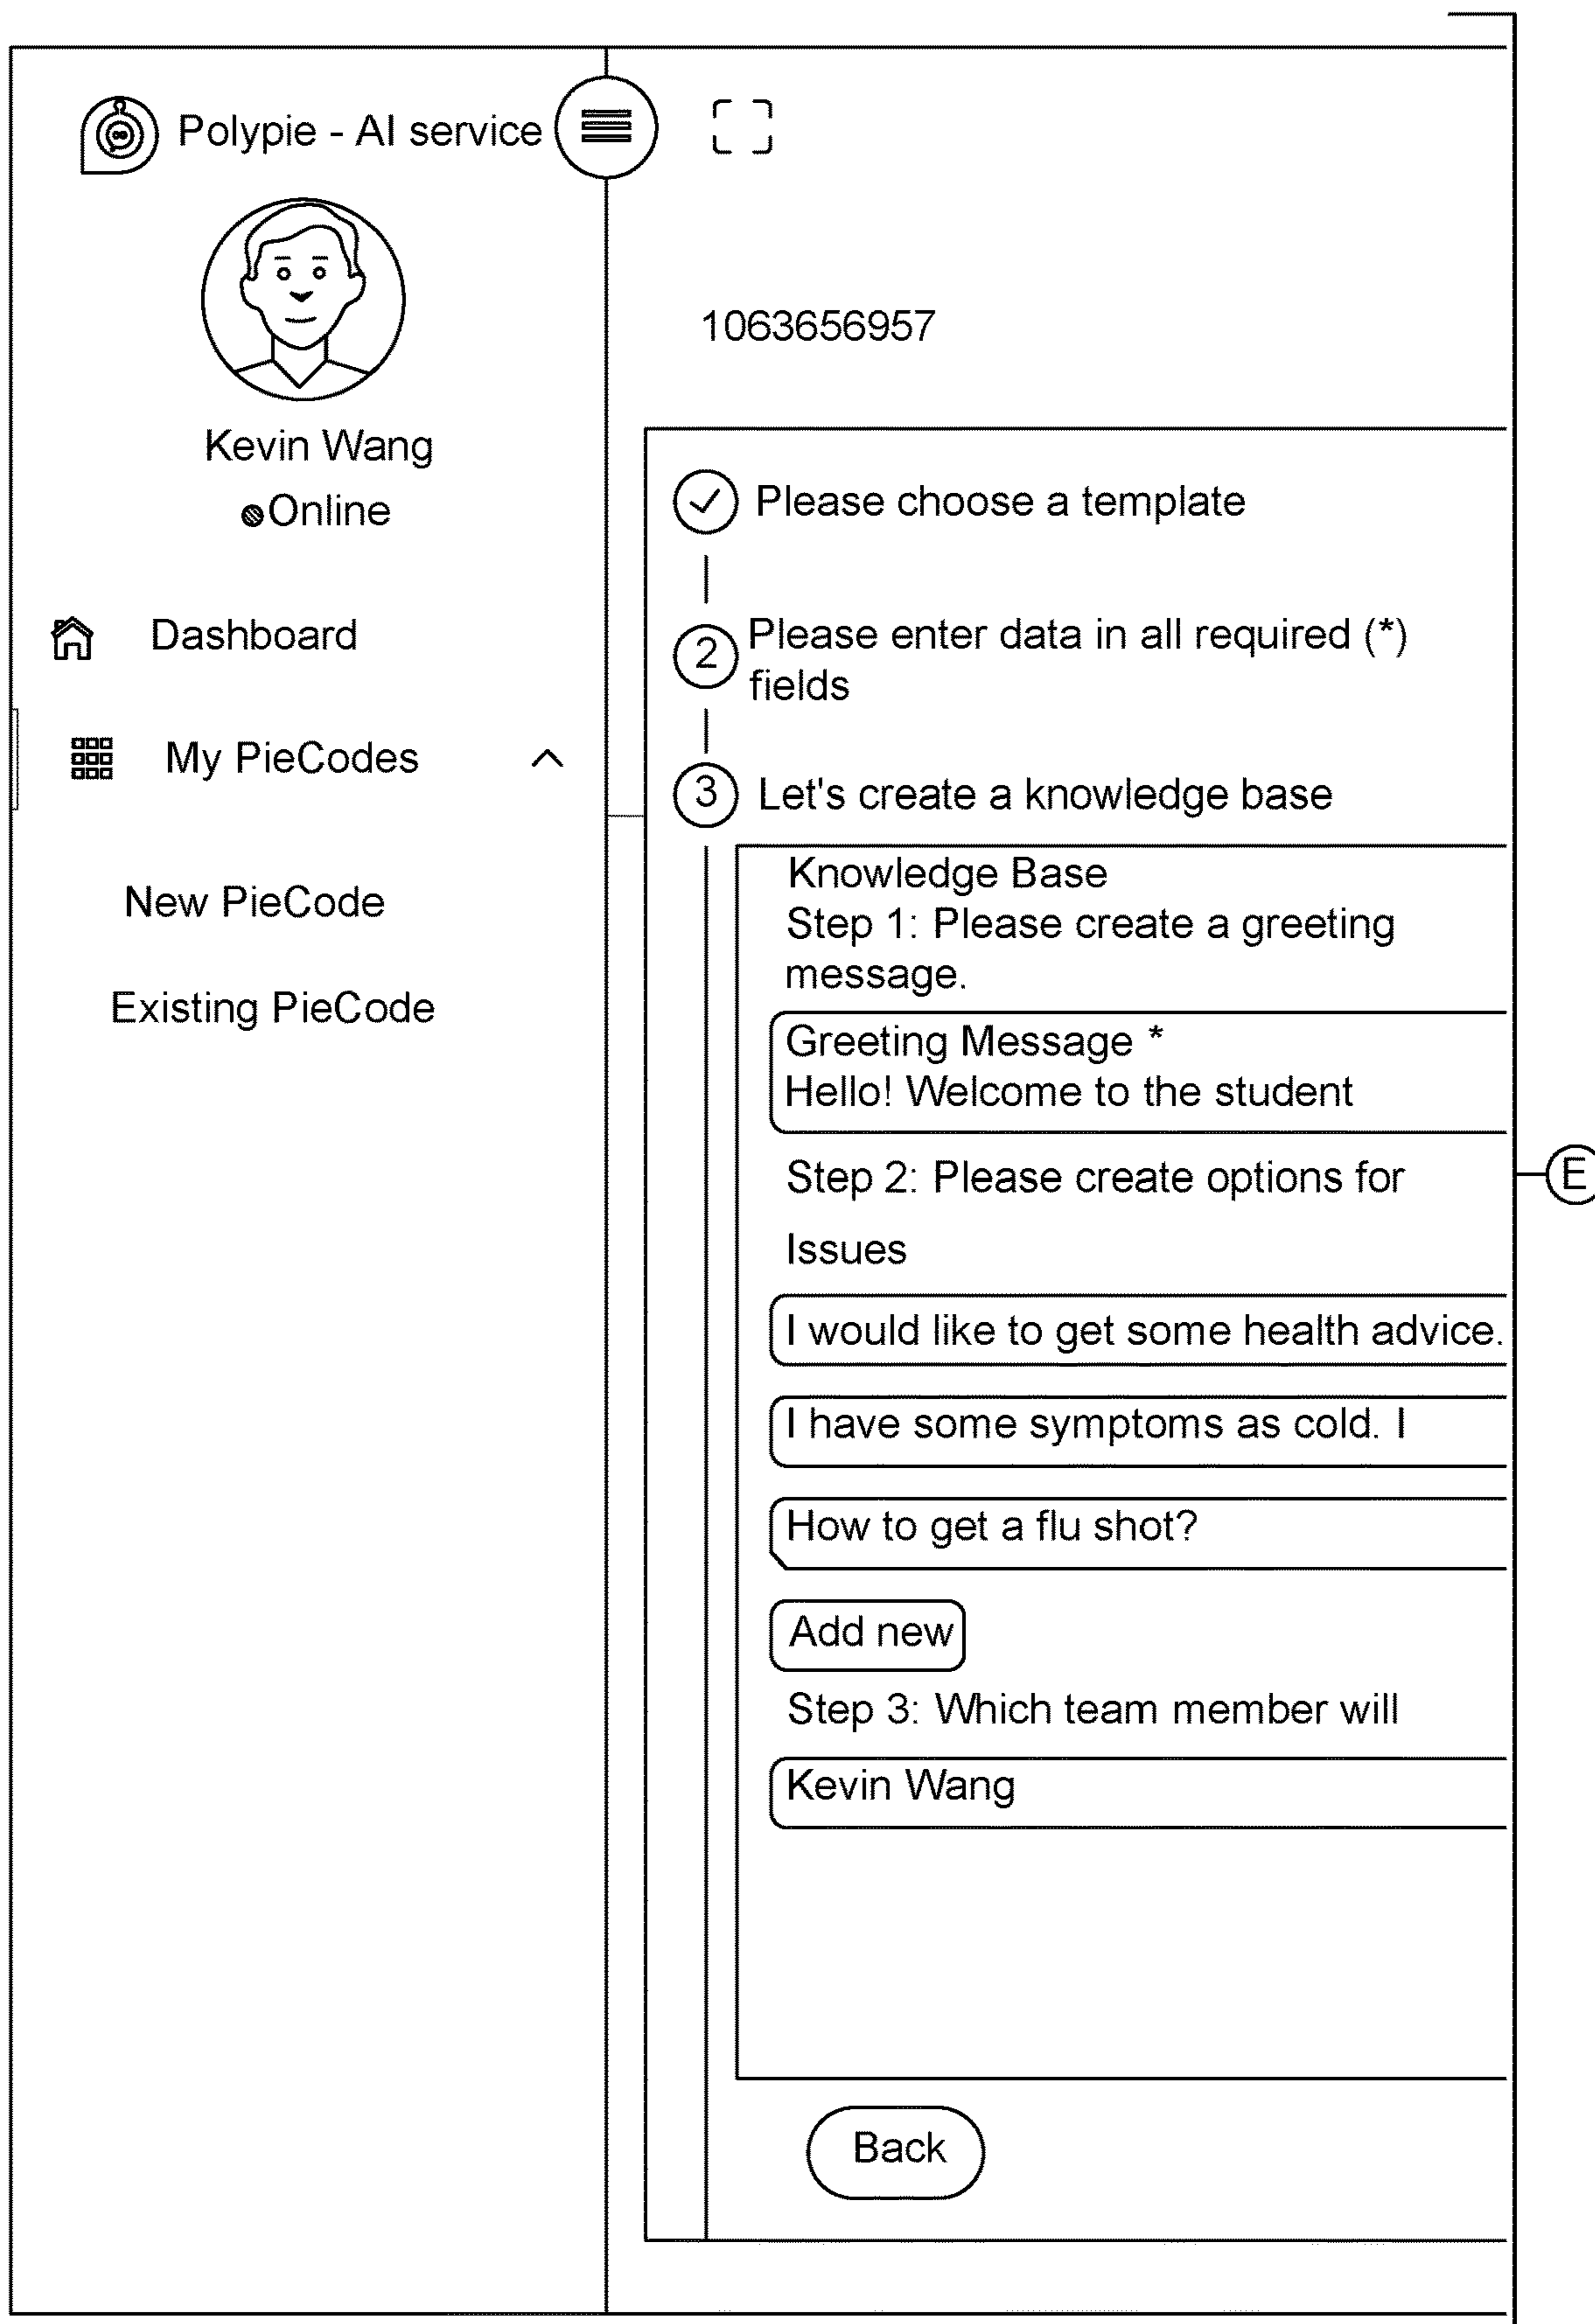 Polypie - AI service
Kevin Wang
Online
Dashboard
My PieCodes
New PieCode
Existing PieCode
1063656957
Please choose a template
2 Please enter data in all required (*)
fields
3 Let's create a knowledge base
Knowledge Base
Step 1: Please create a greeting
message.
Greeting Message *
Hello! Welcome to the student
Step 2: Please create options for
Issues
I would like to get some health advice.
I have some symptoms as cold. I
How to get a flu shot?
Add new
Step 3: Which team member will
Kevin Wang
Back
E